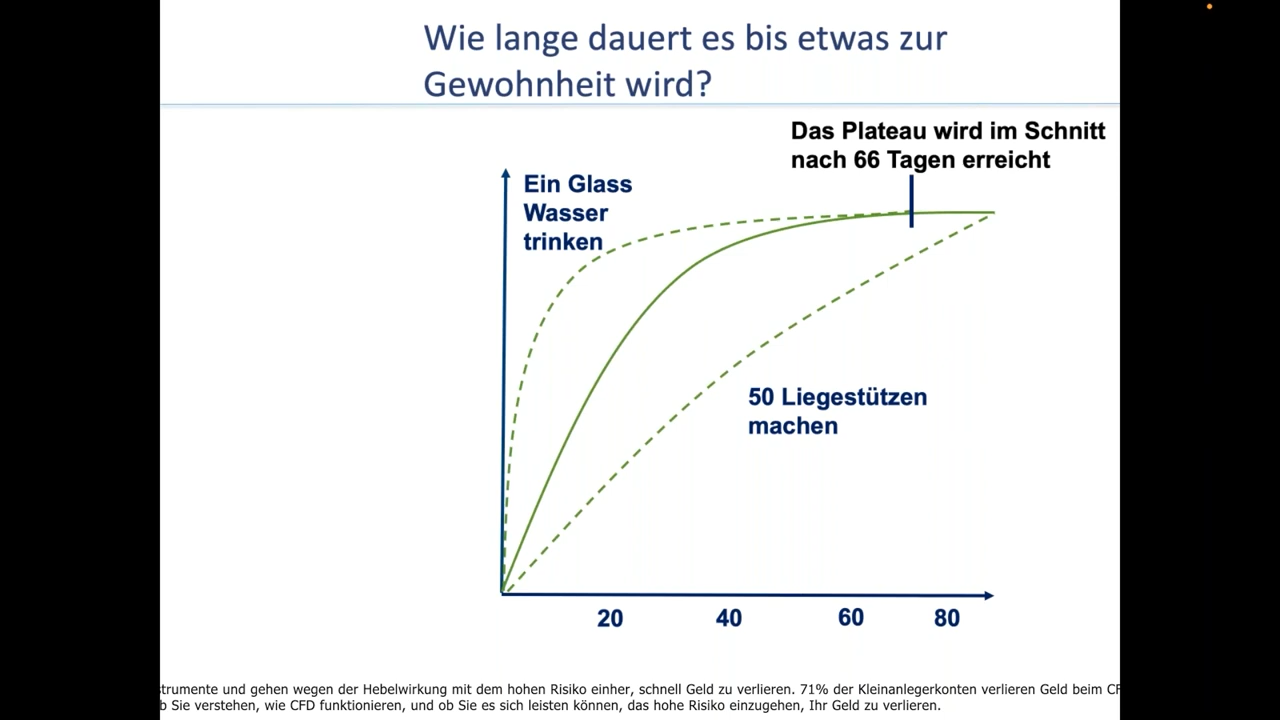 Wie lange dauert es bis etwas zur
Gewohnheit wird?
Das Plateau wird im Schnitt
nach 66 Tagen erreicht
Ein Glass
Wasser
trinken
50 Liegestützen
machen
20 40 60 80
strumente und gehen wegen der Hebelwirkung mit dem hohen Risiko einher, schnell Geld zu verlieren. 71% der Kleinanlegerkonten verlieren Geld beim
b Sie verstehen, wie CFD funktionieren, und ob Sie es sich leisten können, das hohe Risiko einzugehen, Ihr Geld zu verlieren.